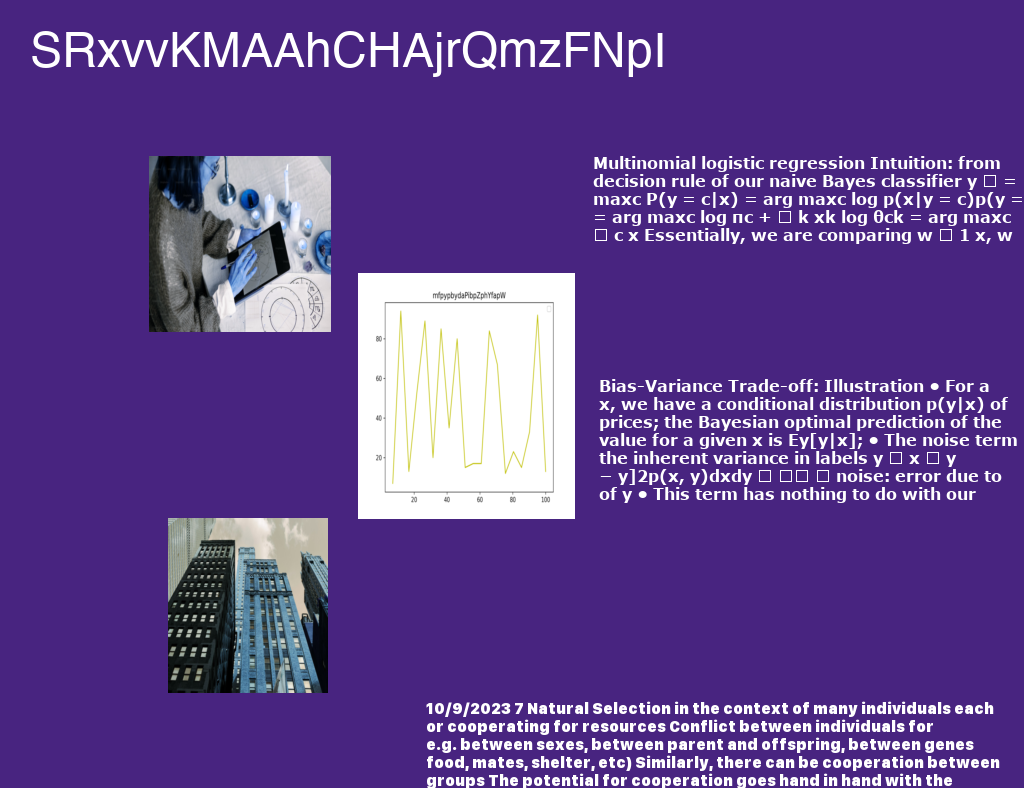 SRxvvKMAAhCHAjrQmzFNpI
Multinomial logistic regression Intuition: from
decision rule of our naive Bayes classifier y □ =
maxc P(y = c|x) = arg maxc log p(x|y = c)p(y =
= arg maxc log πc + □ k xk log θck = arg maxc
□ c x Essentially, we are comparing w □ 1 x, w
mfpypbydaPibpZphYfapW
80
60
40
20
20 40 60 80 100
Bias-Variance Trade-off: Illustration • For a
x, we have a conditional distribution p(y|x) of
prices; the Bayesian optimal prediction of the
value for a given x is Ey[y|x]; • The noise term
the inherent variance in labels y □ x □ y
− y]2p(x, y)dxdy □ □□ □ noise: error due to
of y • This term has nothing to do with our
10/9/2023 7 Natural Selection in the context of many individuals each
or cooperating for resources Conflict between individuals for
e.g. between sexes, between parent and offspring, between genes
food, mates, shelter, etc) Similarly, there can be cooperation between
groups The potential for cooperation goes hand in hand with the